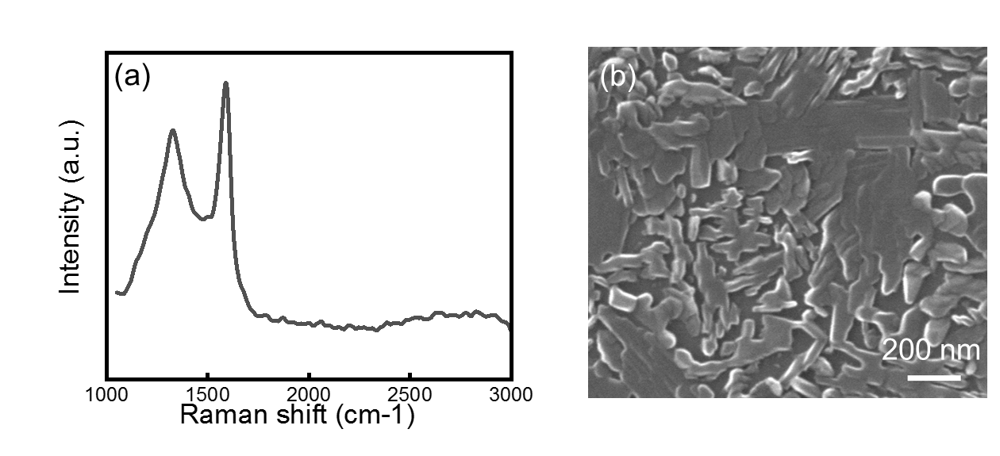 (a)
Intensity (a.u.)
1000 1500 2000 2500 3000
Raman shift (cm-1)
(b)
200 nm